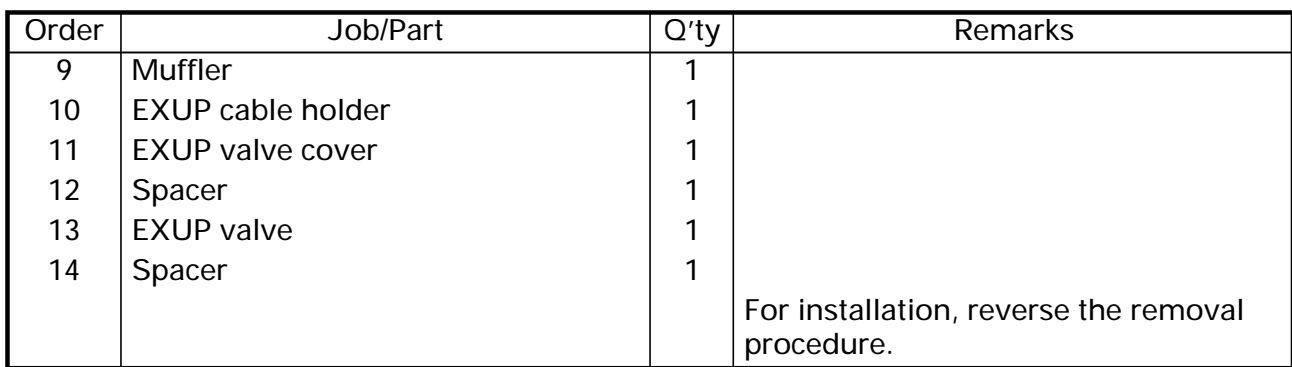 Order Job/Part Q'ty Remarks
9 Muffler 1
10 EXUP cable holder 1
11 EXUP valve cover 1
12 Spacer 1
13 EXUP valve 1
14 Spacer 1
For installation, reverse the removal
procedure.